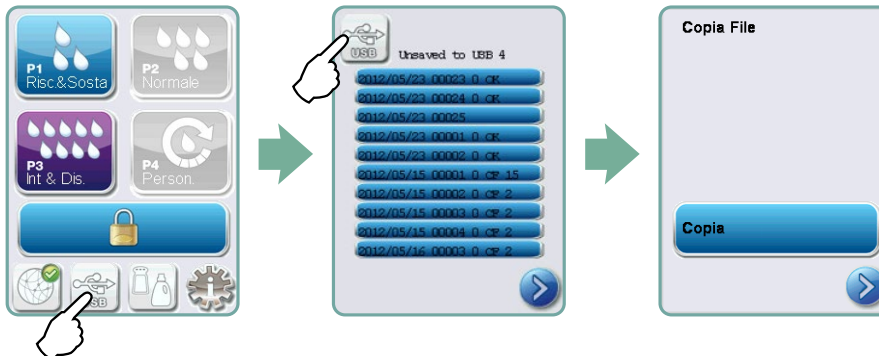 P1
Risc.&Sosta
P2
Normale
P3
Int & Dis.
P4
Person.
USB
USB
Unsaved to USB 4
2012/05/23 00023 0 CK
2012/05/23 00024 0 CK
2012/05/23 00025
2012/05/23 00001 0 CK
2012/05/23 00002 0 CK
2012/05/15 00001 0 CF 15
2012/05/15 00002 0 CF 2
2012/05/15 00003 0 CF 2
2012/05/15 00004 0 CF 2
2012/05/16 00003 0 CF 2
Copia File
Copia